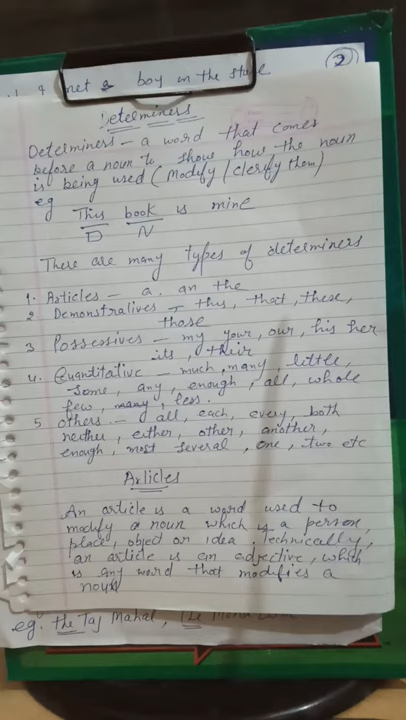 net a boy in the
2
Determiners
Determiners – a word that comes
before a noun to show how the noun
is being used (modify / clerify them)
eg
This book is mine
D N
There are many types of determiners
1. Articles – a, an the
2 Demonstratives – this, that, these,
those
3 Possessives – my your, our, his her
its, their
4. Quantitative – much, many, little,
Some, any, enough, all, whole
few, many, less.
5 others – all, each, every, both
neither, either, other, another,
enough, most several, one, two etc
Articles
An article is a word used to
modify a noun which is a person,
place, object or idea, Technically,
an article is an adjective, which
is any word that modifies a
noun
eg: the Taj Mahal, The